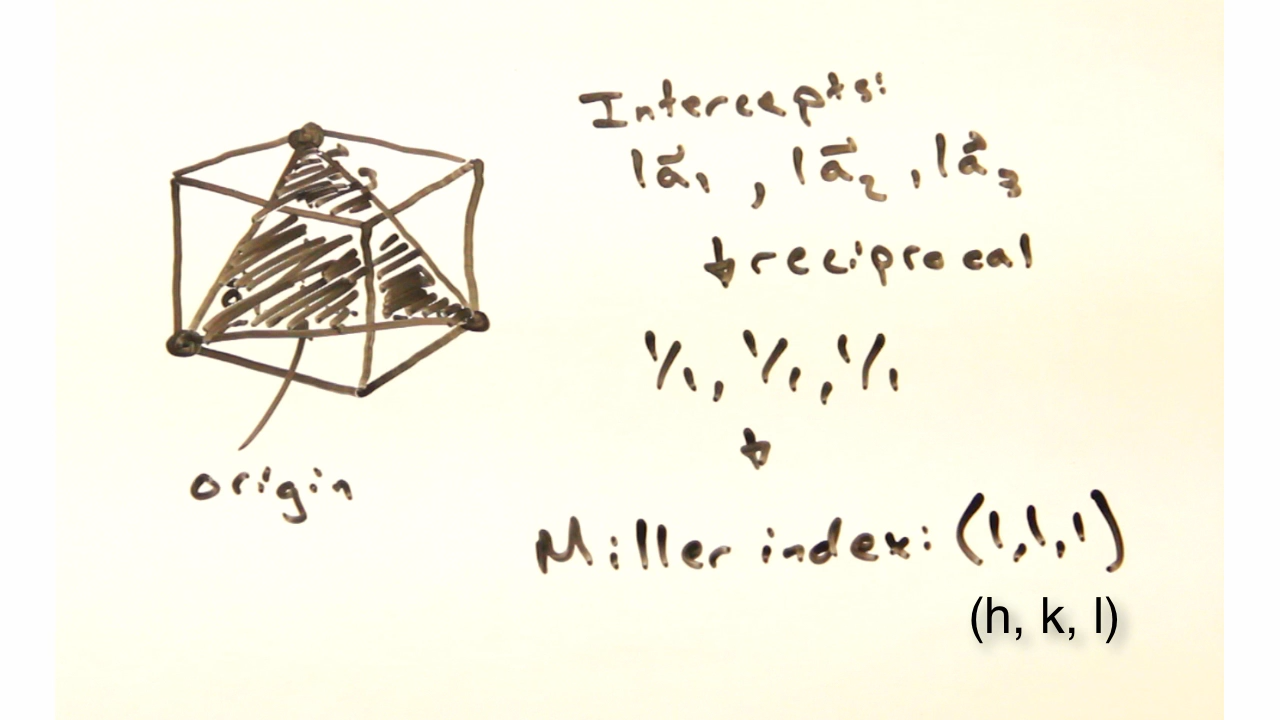 Intercepts:
1a⃗₁ , 1a⃗₂ , 1a⃗₃
reciprocal
1/1, 1/1, 1/1
Miller index: (1,1,1)
(h, k, l)
origin